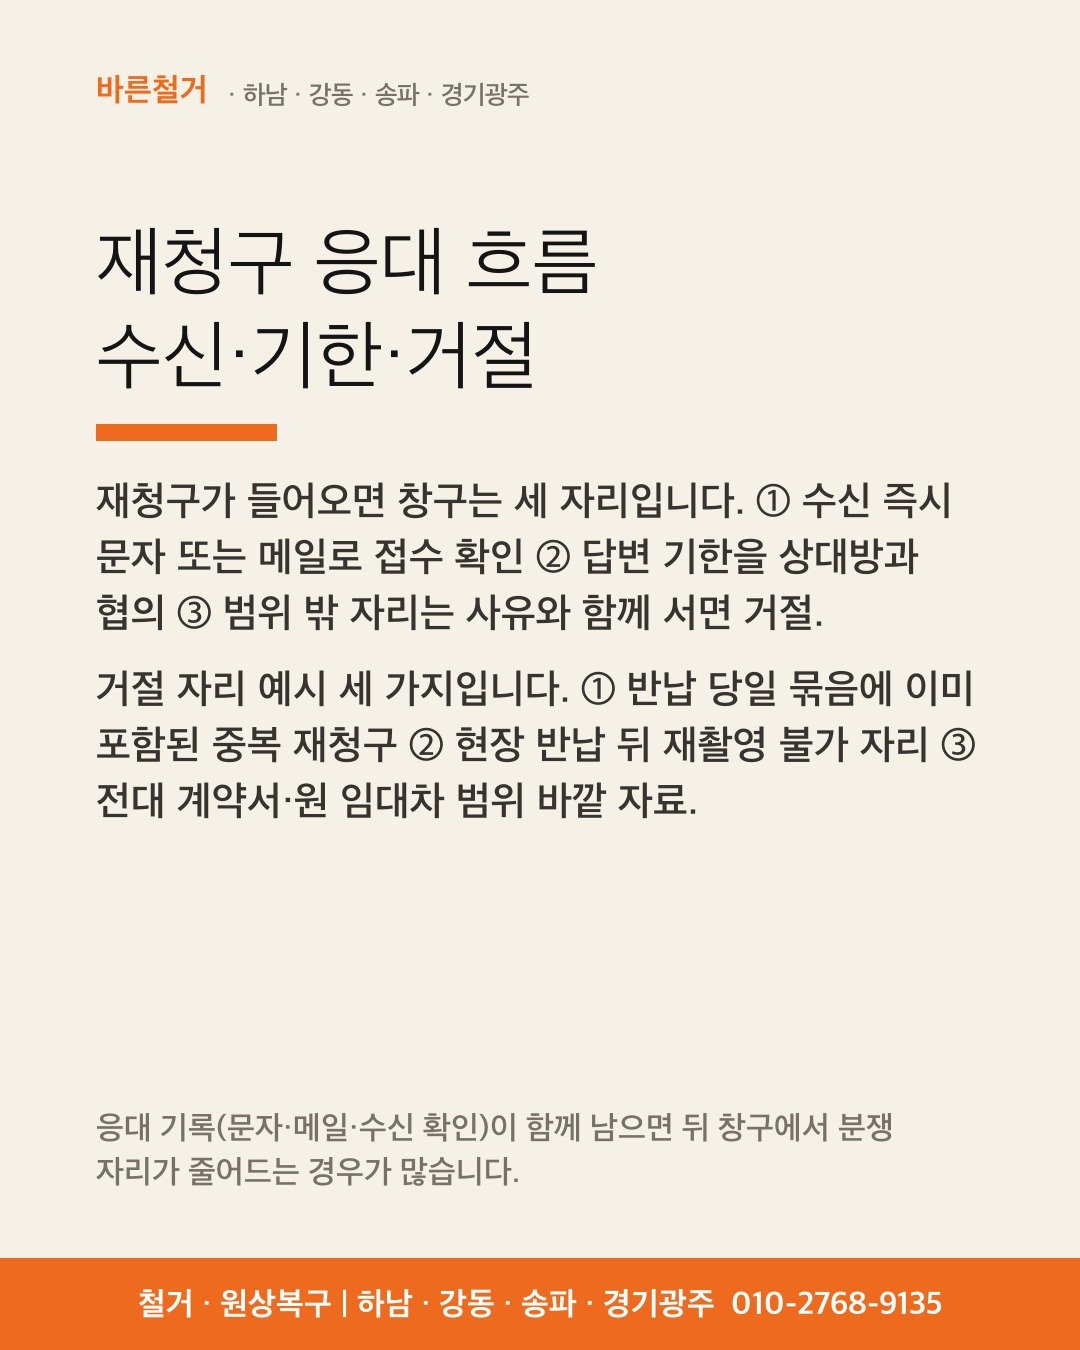 바른철거 · 하남 · 강동 · 송파 · 경기광주
재청구 응대 흐름
수신·기한·거절
재청구가 들어오면 창구는 세 자리입니다. ① 수신 즉시
문자 또는 메일로 접수 확인 ② 답변 기한을 상대방과
협의 ③ 범위 밖 자리는 사유와 함께 서면 거절.
거절 자리 예시 세 가지입니다. ① 반납 당일 묶음에 이미
포함된 중복 재청구 ② 현장 반납 뒤 재촬영 불가 자리 ③
전대 계약서·원 임대차 범위 바깥 자료.
응대 기록(문자·메일·수신 확인)이 함께 남으면 뒤 창구에서 분쟁
자리가 줄어드는 경우가 많습니다.
철거 · 원상복구 | 하남 · 강동 · 송파 · 경기광주 010-2768-9135